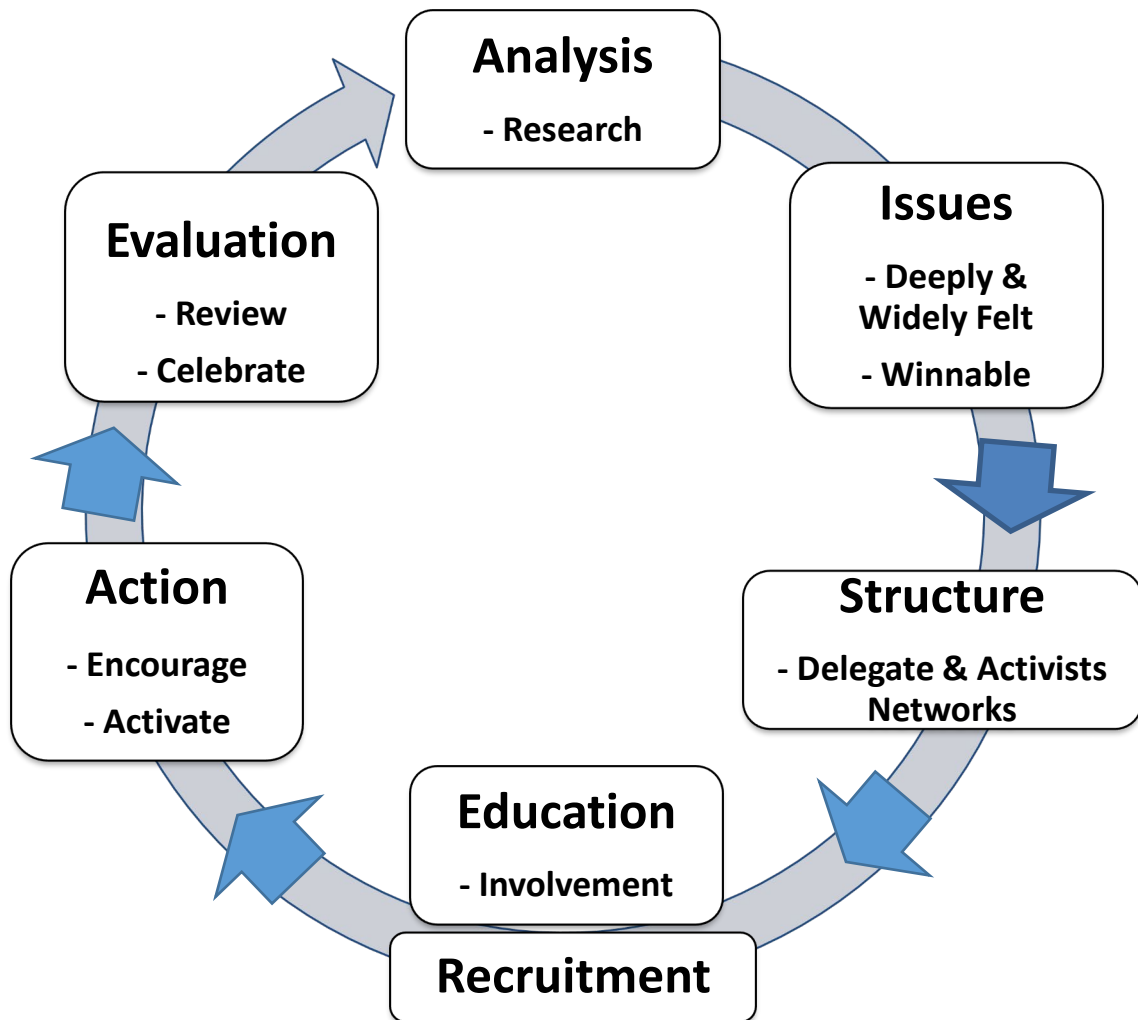 Analysis
- Research
Issues
- Deeply &
Widely Felt
- Winnable
Structure
- Delegate & Activists
Networks
Education
- Involvement
Recruitment
Action
- Encourage
- Activate
Evaluation
- Review
- Celebrate